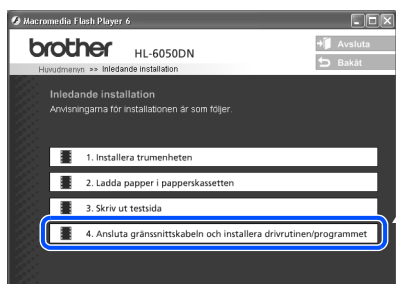 Macromedia Flash Player 6
brother HL-6050DN
Avsluta
Huvudmenyn »» Inledande installation
Bakåt
Inledande installation
Anvisningarna för installationen är som följer.
1. Installera trumenheten
2. Ladda papper i papperskassetten
3. Skriv ut testsida
4. Ansluta gränssnittskabeln och installera drivrutinen/programmet